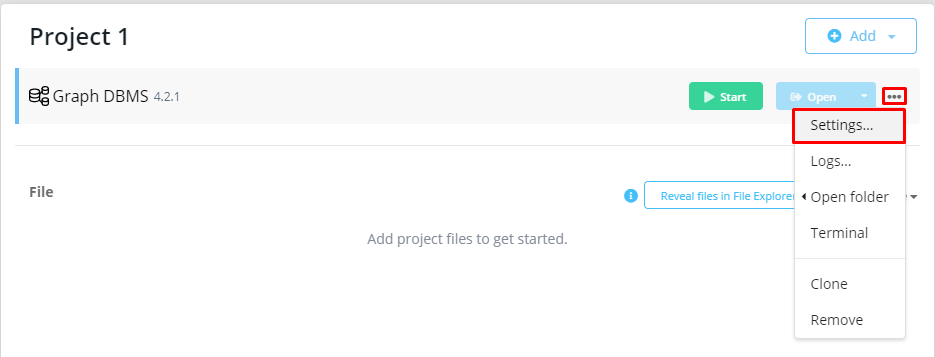 Project 1
Add
Graph DBMS 4.2.1
Start
Open
Settings...
Logs...
Open folder
Terminal
Clone
Remove
File
Reveal files in File Explorer
Add project files to get started.